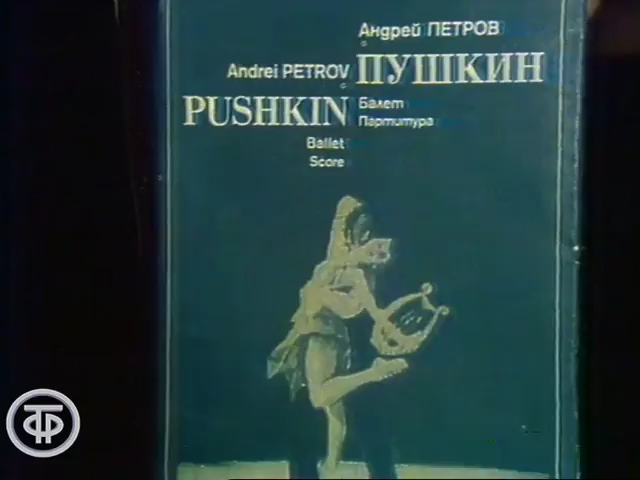 Андрей ПЕТРОВ
ПУШКИН
Балет
Партитура
Andrei PETROV
PUSHKIN
Ballet
Score